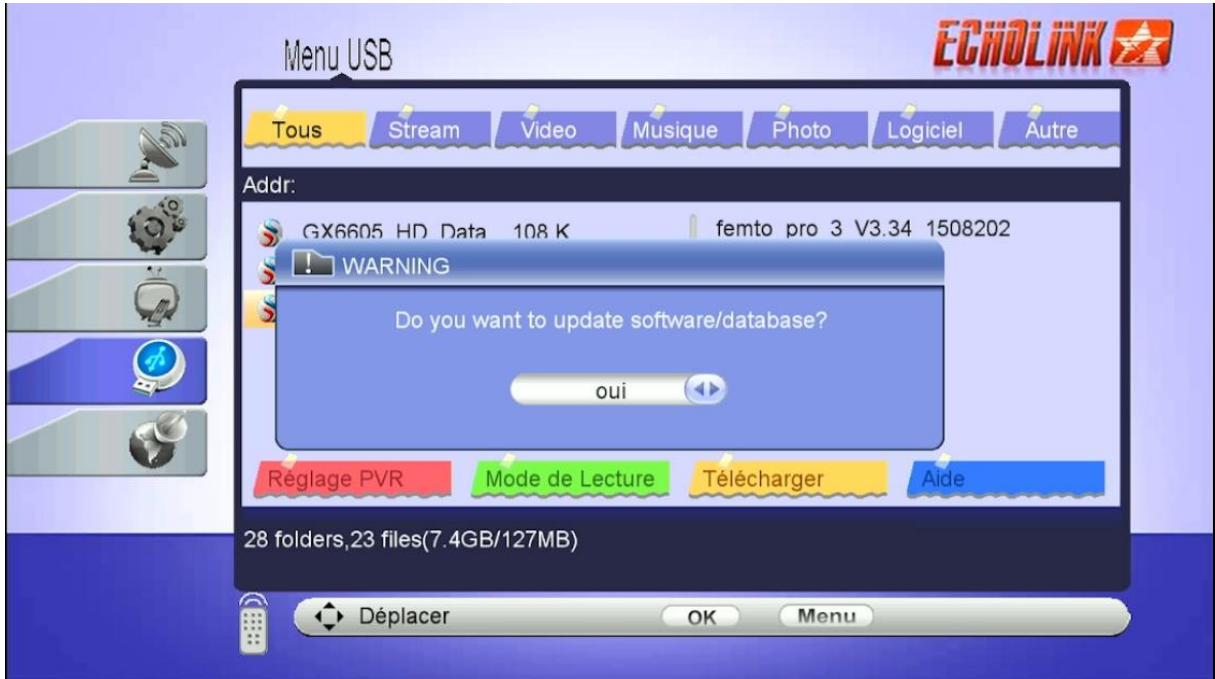 Menu USB
ECHOLINK
Tous Stream Video Musique Photo Logiciel Autre
Addr:
GX6605 HD Data 108 K femto pro 3 V3.34 1508202
WARNING
Do you want to update software/database?
oui
Réglage PVR Mode de Lecture Télécharger Aide
28 folders,23 files(7.4GB/127MB)
Déplacer OK Menu